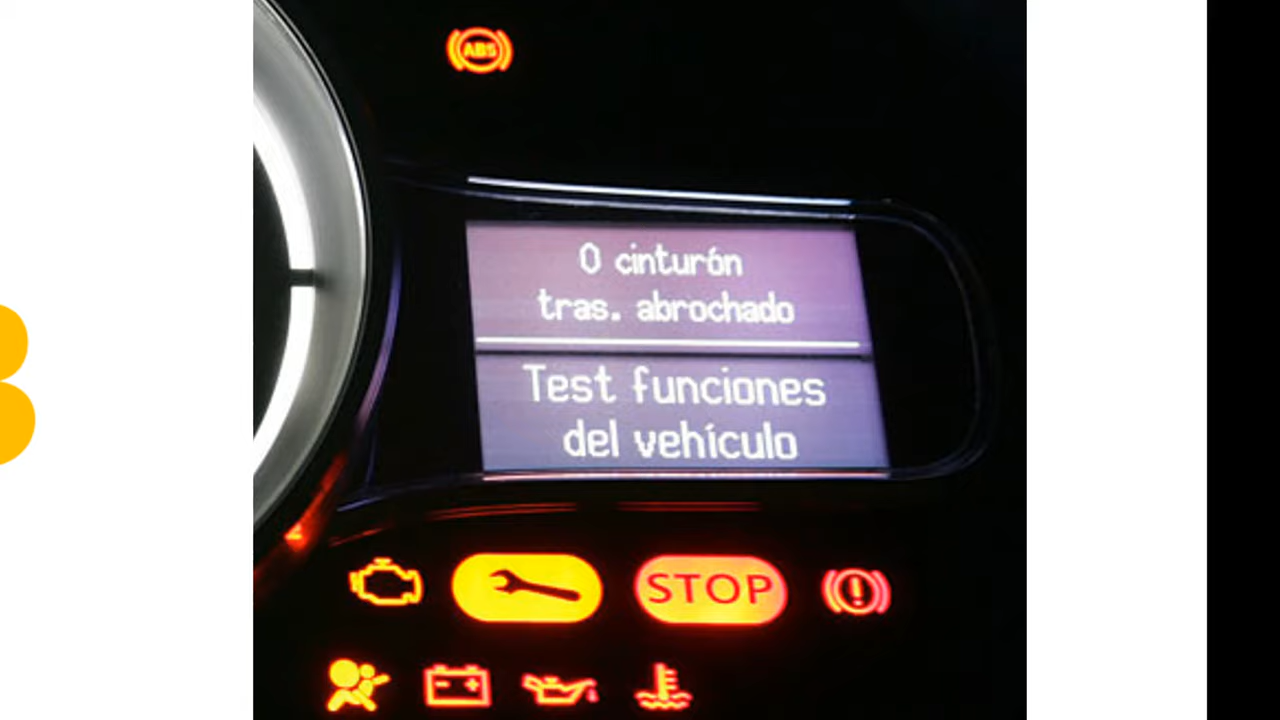 ABS
0 cinturón
tras. abrochado
Test funciones
del vehículo
STOP